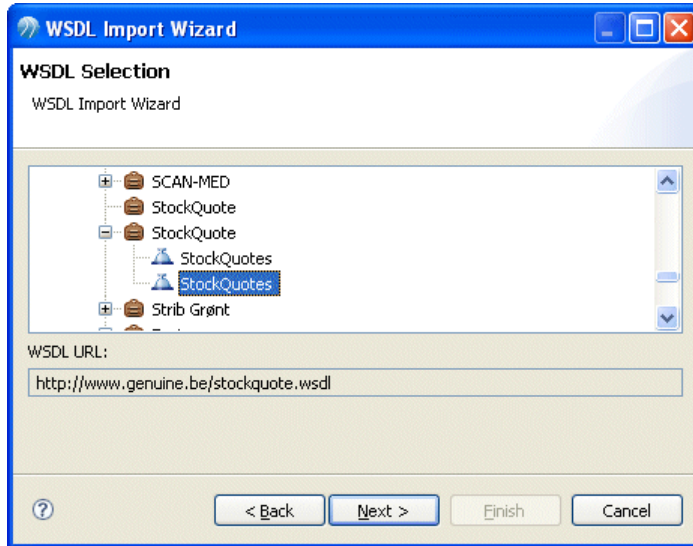 WSDL Import Wizard
WSDL Selection
WSDL Import Wizard
SCAN-MED
StockQuote
StockQuote
StockQuotes
StockQuotes
Strib Grønt
WSDL URL:
http://www.genuine.be/stockquote.wsdl
< Back Next > Finish Cancel